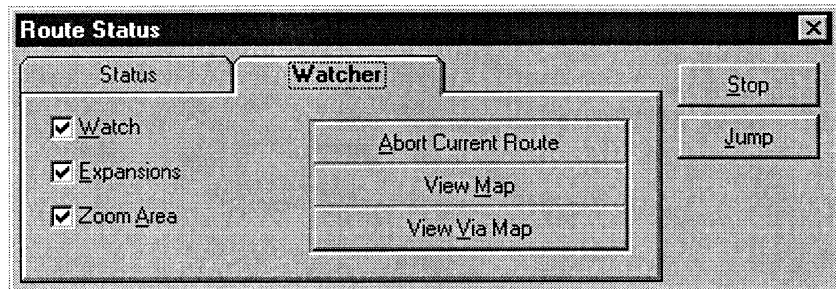 Route Status
Status
Watcher
Watch
Expansions
Zoom Area
Abort Current Route
View Map
View Via Map
Stop
Jump